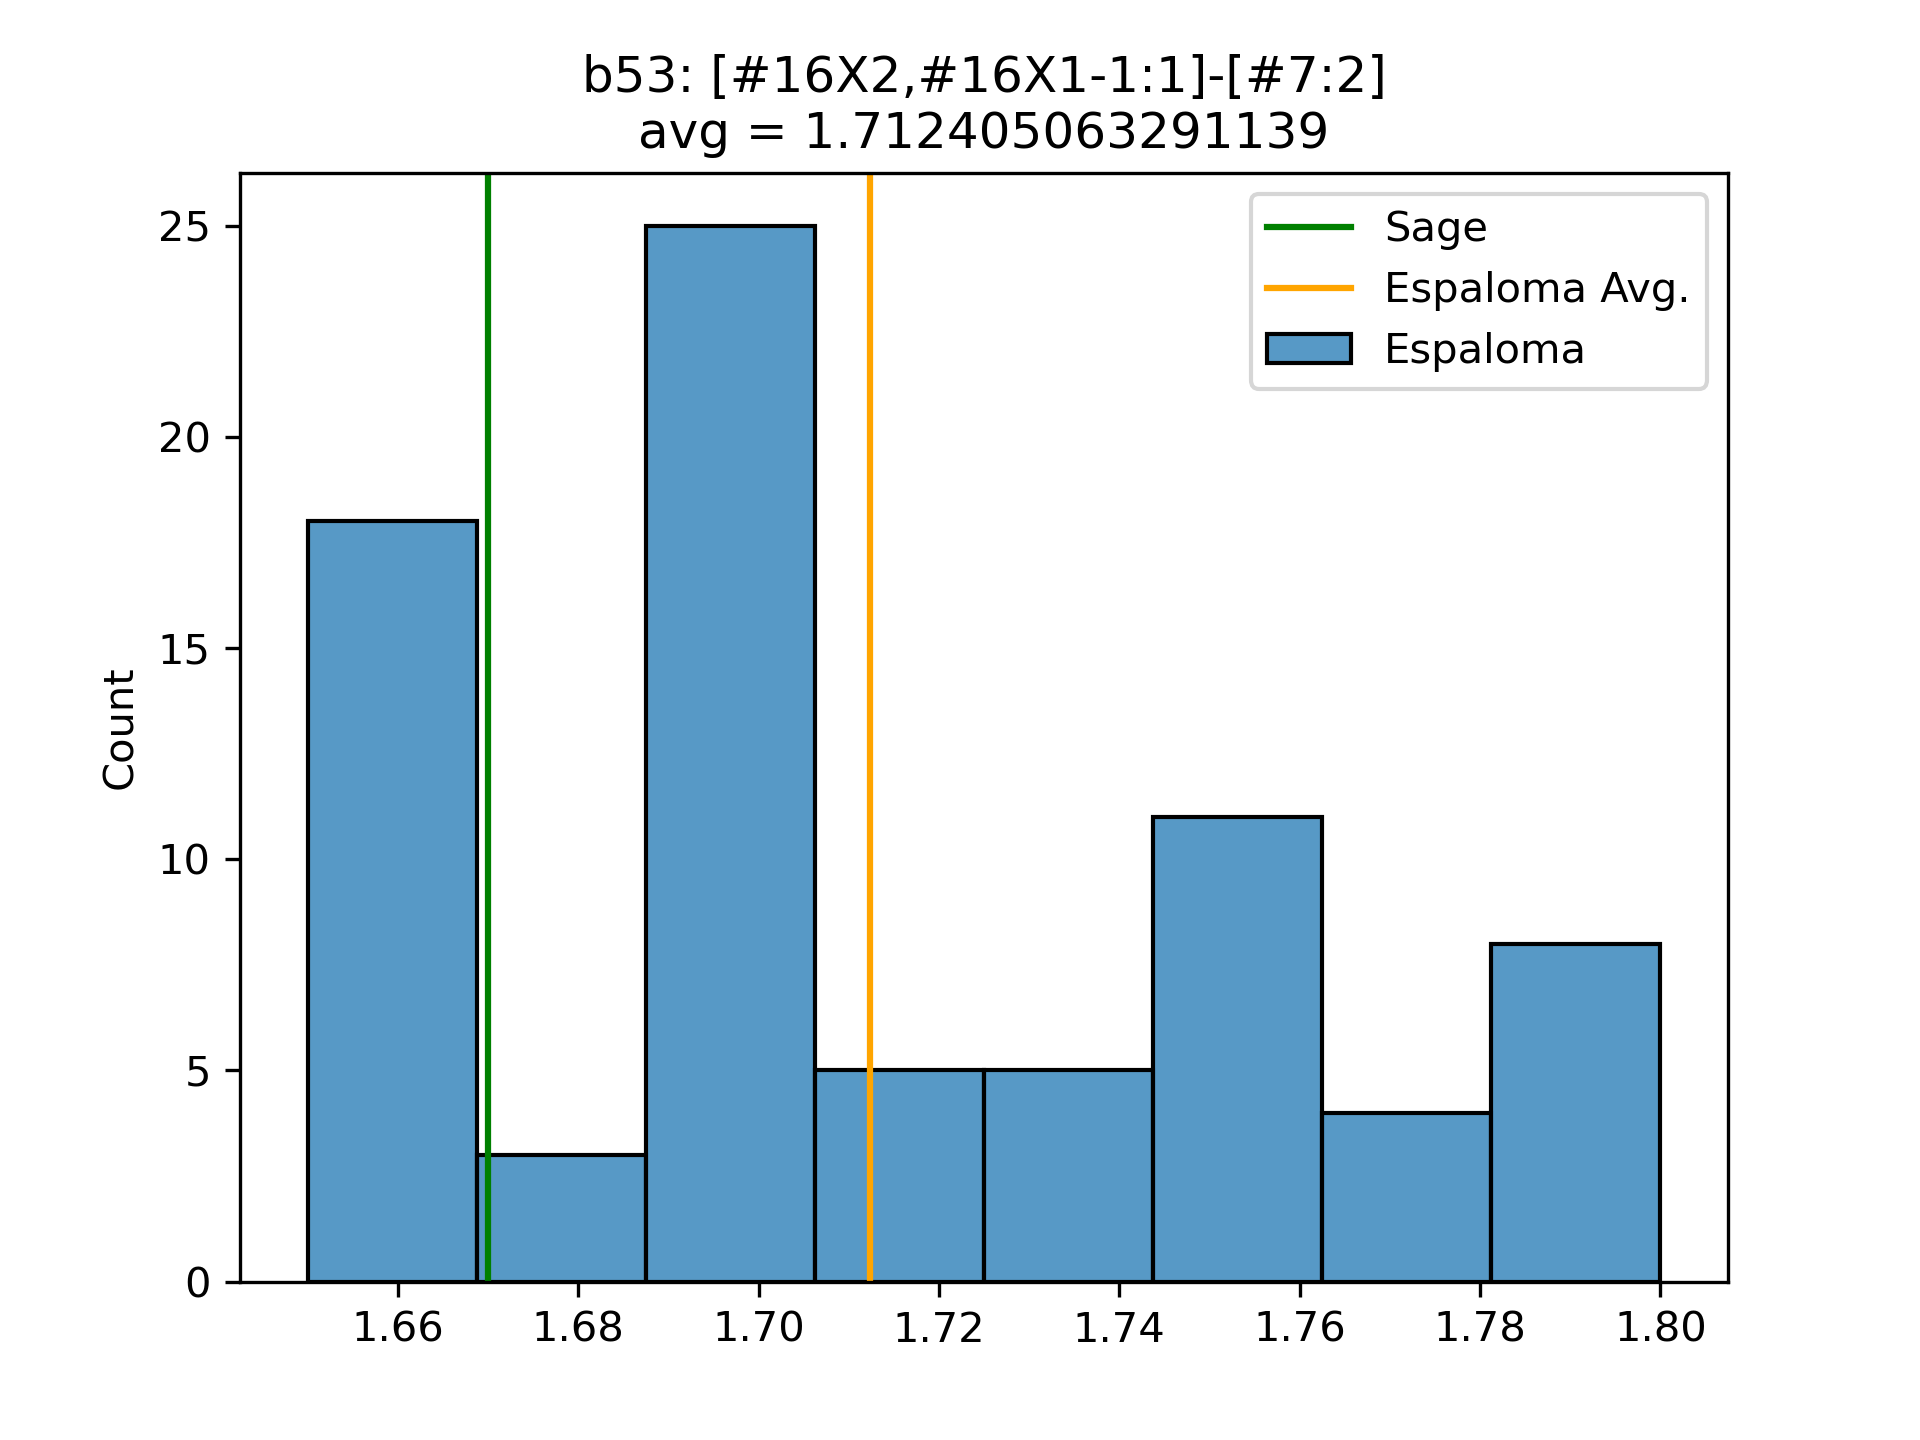 b53: [#16X2,#16X1-1:1]-[#7:2]
avg = 1.712405063291139
Sage
Espaloma Avg.
Espaloma
Count
25
20
15
10
5
0
1.66 1.68 1.70 1.72 1.74 1.76 1.78 1.80